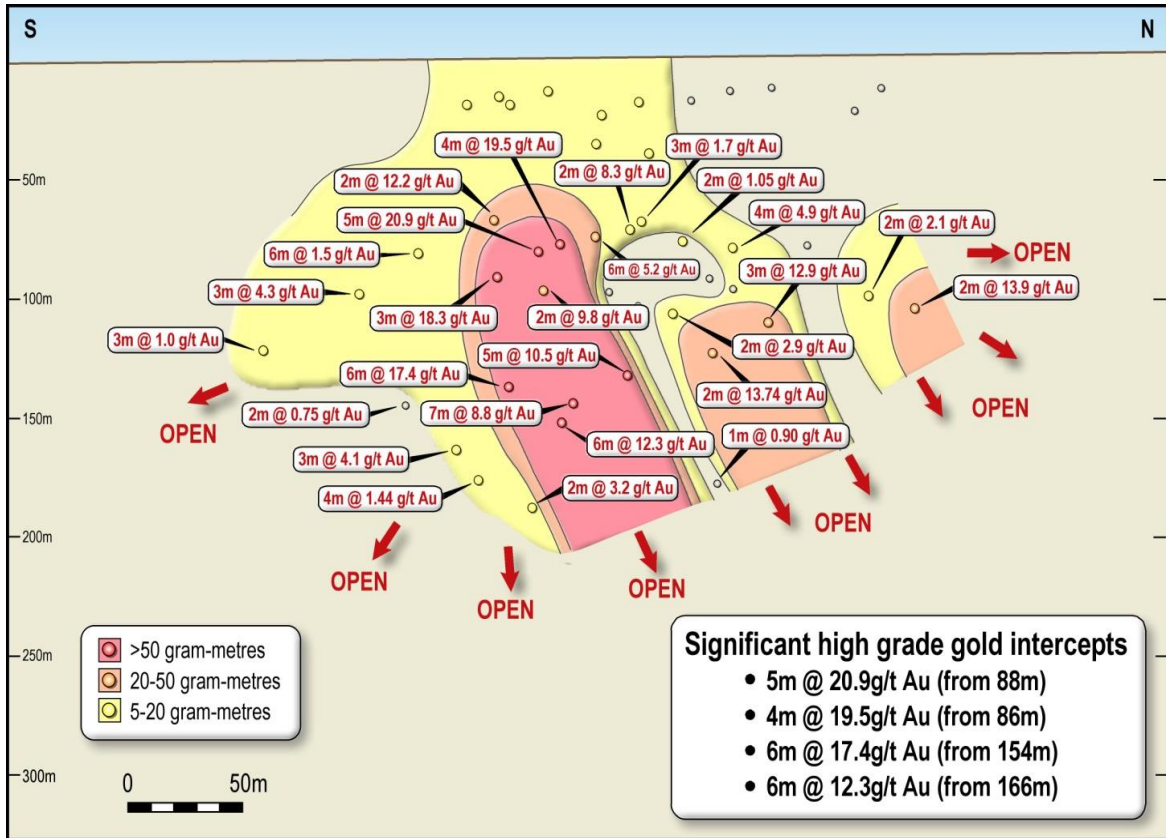 S
N
4m @ 19.5 g/t Au
3m @ 1.7 g/t Au
2m @ 8.3 g/t Au
50m
2m @ 12.2 g/t Au
2m @ 1.05 g/t Au
5m @ 20.9 g/t Au
4m @ 4.9 g/t Au
2m @ 2.1 g/t Au
6m @ 1.5 g/t Au
6m @ 5.2 g/t Au
OPEN
3m @ 12.9 g/t Au
3m @ 4.3 g/t Au
2m @ 13.9 g/t Au
100m
3m @ 18.3 g/t Au
2m @ 9.8 g/t Au
3m @ 1.0 g/t Au
2m @ 2.9 g/t Au
5m @ 10.5 g/t Au
6m @ 17.4 g/t Au
2m @ 13.74 g/t Au
OPEN
2m @ 0.75 g/t Au
7m @ 8.8 g/t Au
150m
OPEN
6m @ 12.3 g/t Au
1m @ 0.90 g/t Au
3m @ 4.1 g/t Au
4m @ 1.44 g/t Au
2m @ 3.2 g/t Au
OPEN
200m
OPEN
OPEN
OPEN
250m
>50 gram-metres
20-50 gram-metres
5-20 gram-metres
300m
0 50m
Significant high grade gold intercepts
• 5m @ 20.9g/t Au (from 88m)
• 4m @ 19.5g/t Au (from 86m)
• 6m @ 17.4g/t Au (from 154m)
• 6m @ 12.3g/t Au (from 166m)